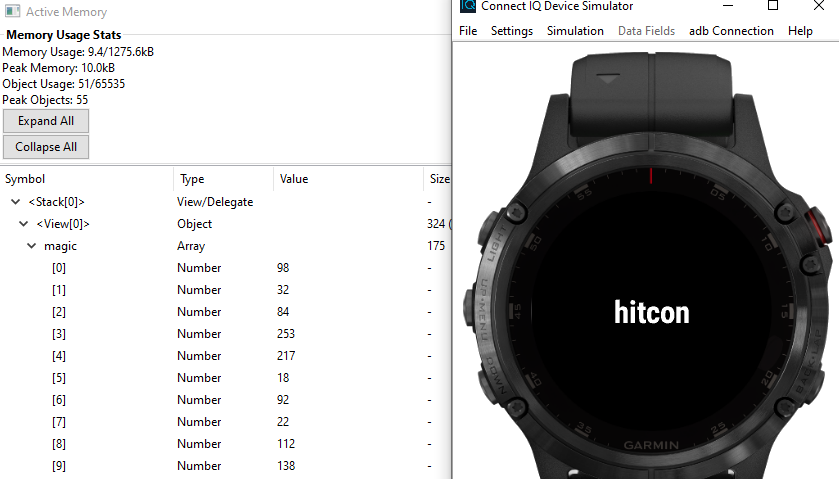 Active Memory
Memory Usage Stats
Memory Usage: 9.4/1275.6kB
Peak Memory: 10.0kB
Object Usage: 51/65535
Peak Objects: 55
Expand All
Collapse All
Symbol Type Value Size
<Stack[0]> View/Delegate -
<View[0]> Object 324 (
magic Array 175
[0] Number 98 -
[1] Number 32 -
[2] Number 84 -
[3] Number 253 -
[4] Number 217 -
[5] Number 18 -
[6] Number 92 -
[7] Number 22 -
[8] Number 112 -
[9] Number 138 -
IQ Connect IQ Device Simulator
File Settings Simulation Data Fields adb Connection Help
55 05
LIGHT
50 10
UP·MENU
45 15
DOWN
BACK·LAP
40 20
35 25
GARMIN
hitcon